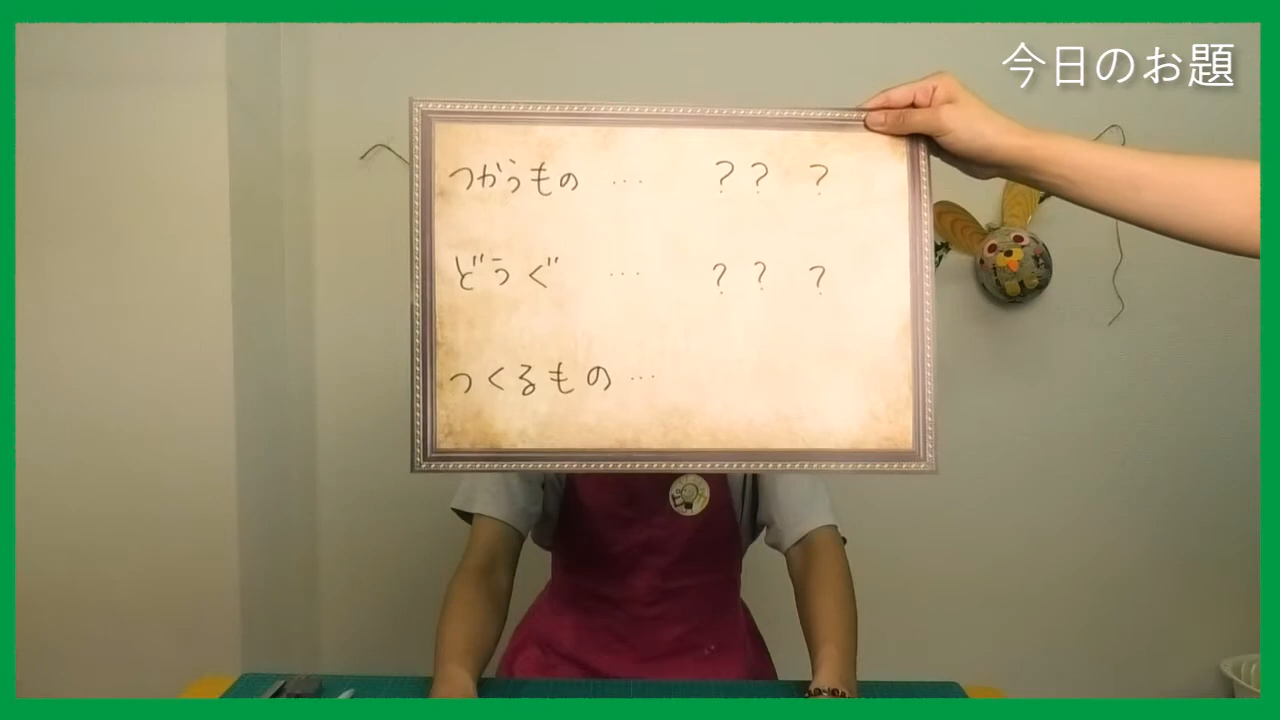 今日のお題
つかうもの … ？？ ？
どうぐ … ？？ ？
つくるもの …